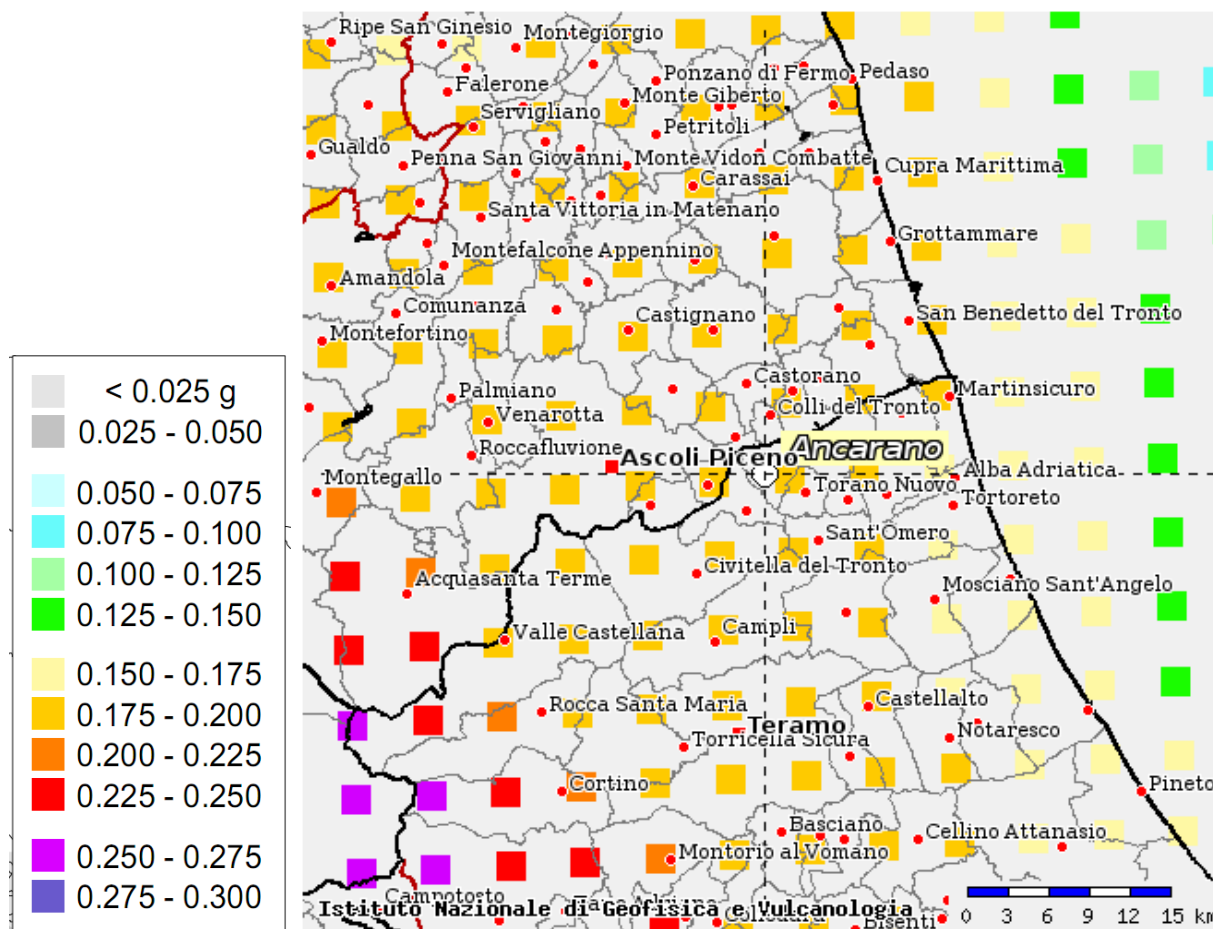 Ripe San Ginesio
Montegiorgio
Ponzano di Fermo
Pedaso
Falerone
Monte Giberto
Servigliano
Petritoli
Gualdo
Penna San Giovanni
Monte Vidon Combatte
Cupra Marittima
Carassai
Santa Vittoria in Matenano
Grottammare
Montefalcone Appennino
Amandola
Comunanza
Castignano
San Benedetto del Tronto
Montefortino
Castorano
Palmiano
Martinsicuro
Venarotta
Colli del Tronto
Roccafluvione
Ascoli Piceno
Ancarano
Montegallo
Alba Adriatica
Torano Nuovo
Tortoreto
Sant'Omero
Acquasanta Terme
Civitella del Tronto
Mosciano Sant'Angelo
Valle Castellana
Campli
Rocca Santa Maria
Castellalto
Teramo
Notaresco
Torricella Sicura
Cortino
Pineto
Basciano
Cellino Attanasio
Montorio al Vomano
Campotosto
Istituto Nazionale di Geofisica e Vulcanologia
Bisenti
0 3 6 9 12 15 km
< 0.025 g
0.025 - 0.050
0.050 - 0.075
0.075 - 0.100
0.100 - 0.125
0.125 - 0.150
0.150 - 0.175
0.175 - 0.200
0.200 - 0.225
0.225 - 0.250
0.250 - 0.275
0.275 - 0.300